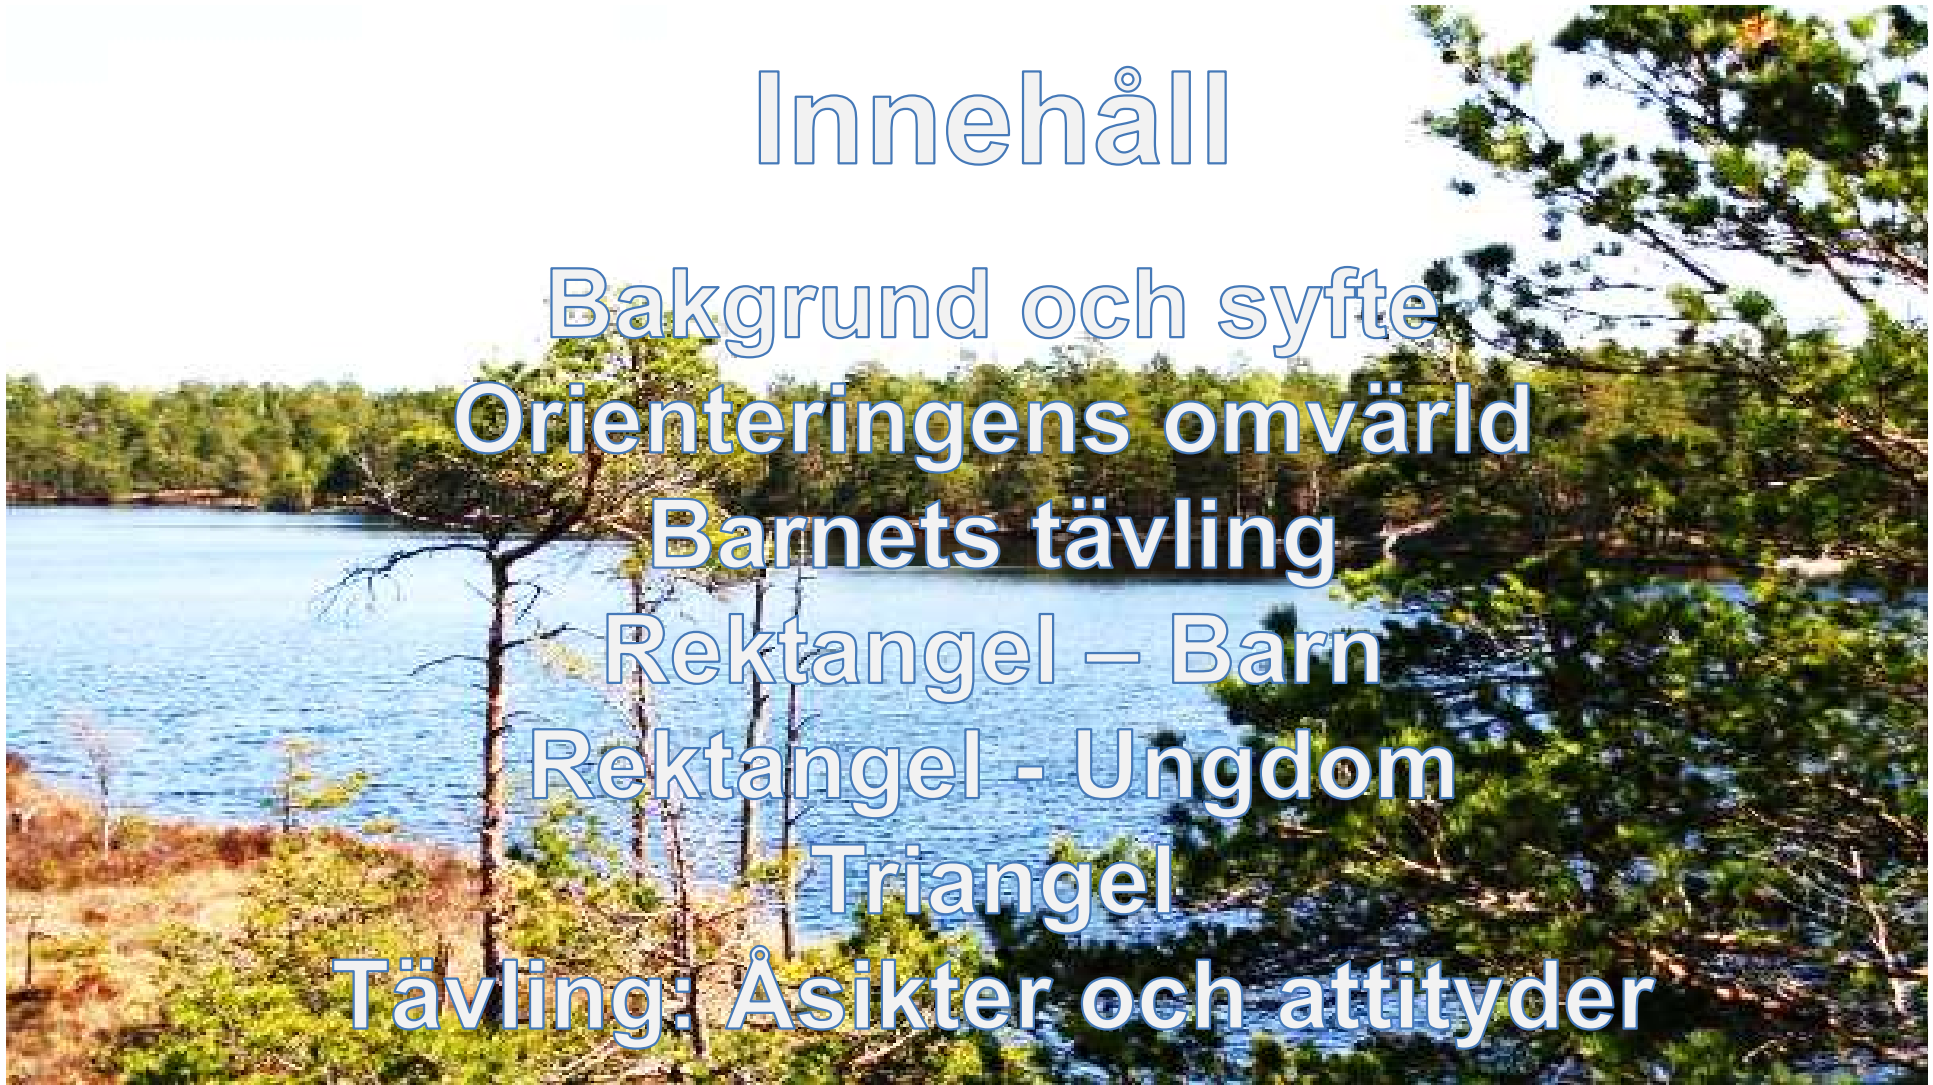 Innehåll
Bakgrund och syfte
Orienteringens omvärld
Barnets tävling
Rektangel – Barn
Rektangel - Ungdom
Triangel
Tävling: Åsikter och attityder